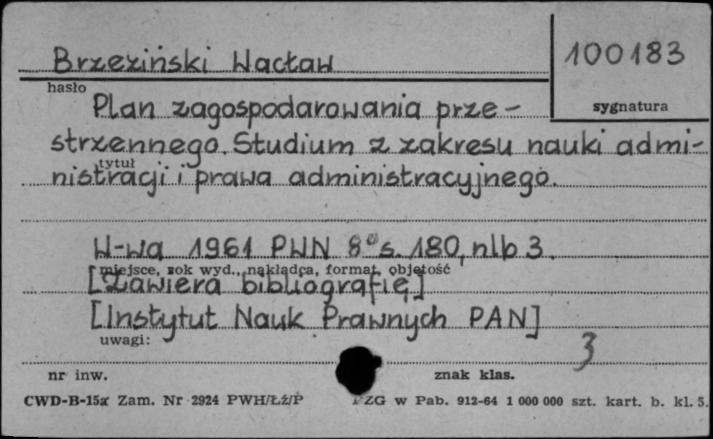 Brzeziński Wacław
100183
hasło
sygnatura
Plan zagospodarowania prze-
strzennego. Studium z zakresu nauki admi-
tytuł
nistracji i prawa administracyjnego.
W-wa 1961 PWN 8° s. 180, nlb 3.
miejsce, rok wyd., nakładca, format, objętość
[Zawiera bibliografię]
[Instytut Nauk Prawnych PAN]
uwagi:
3
nr inw.
znak klas.
CWD-B-15a Zam. Nr 2924 PWH/Łź/P
PZG w Pab. 912-64 1 000 000 szt. kart. b. kl. 5.